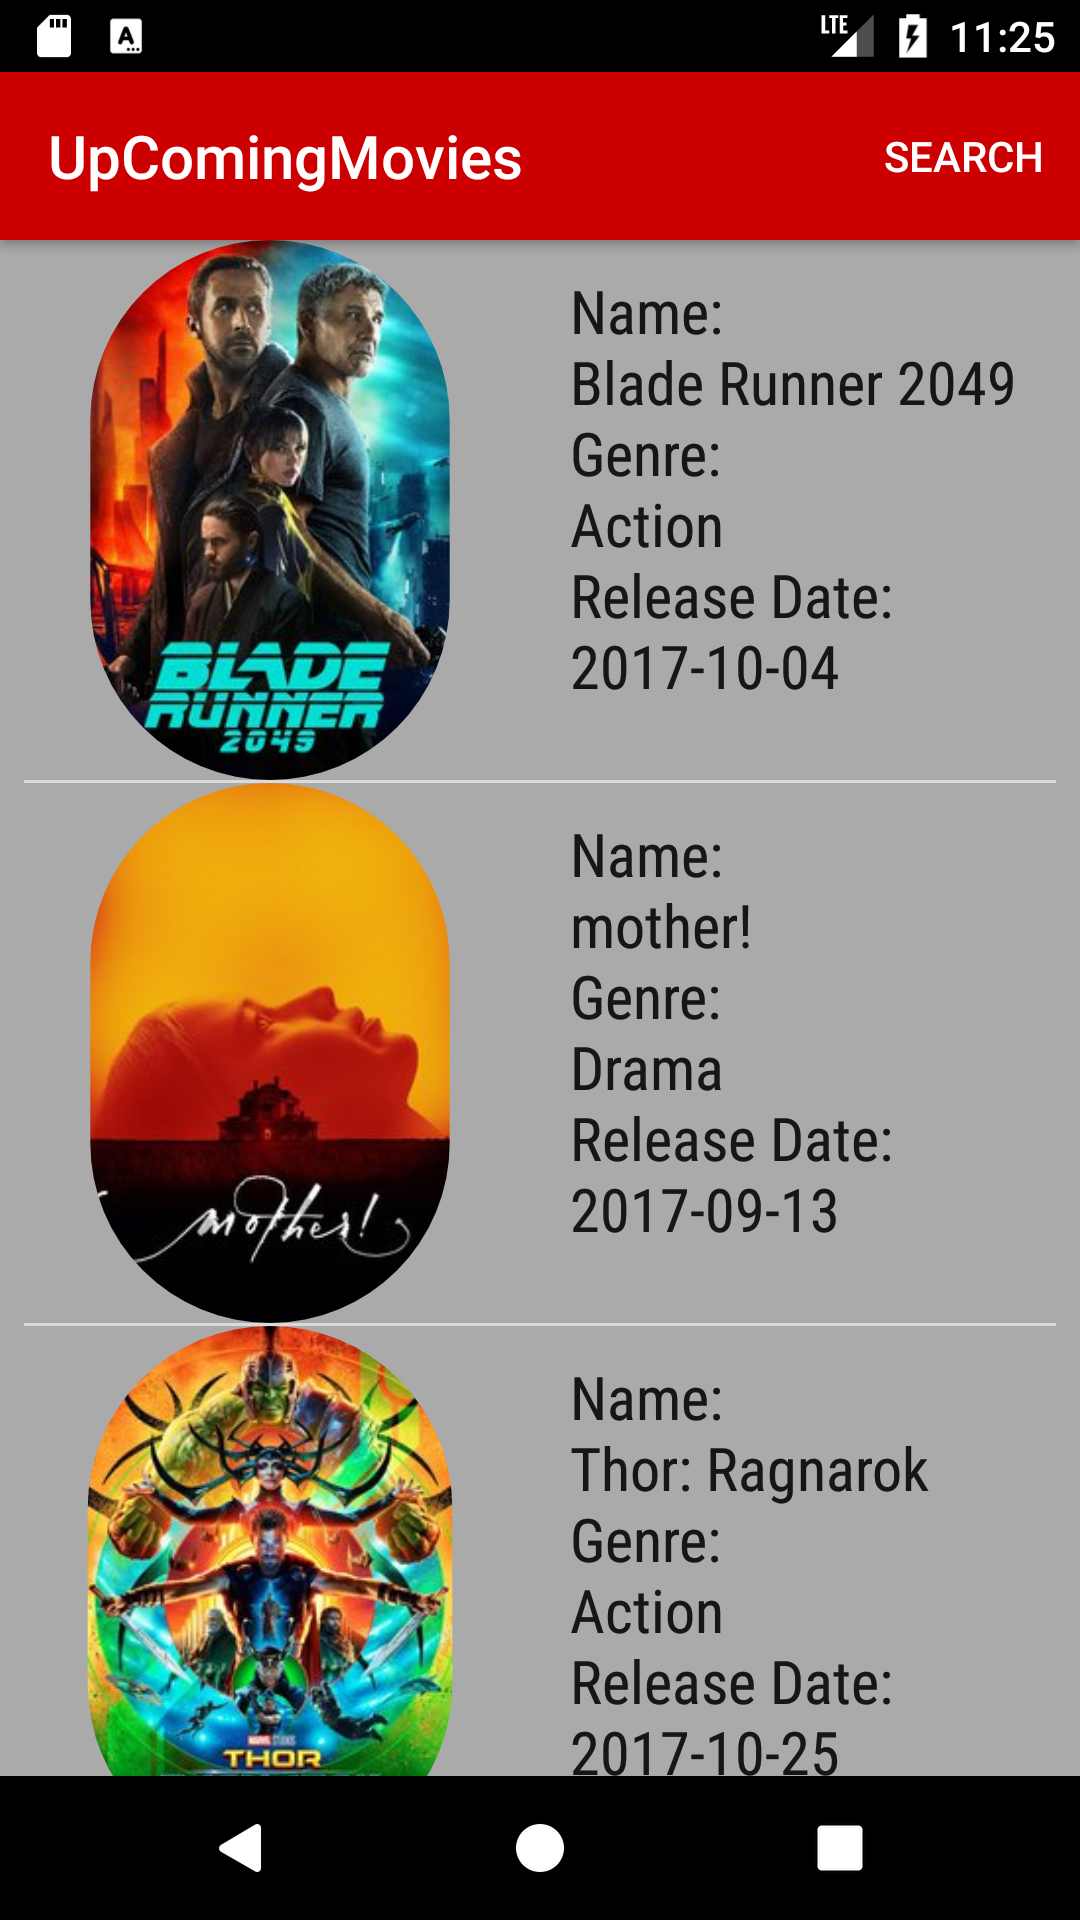 LTE 11:25
UpComingMovies SEARCH
Name:
Blade Runner 2049
Genre:
Action
Release Date:
2017-10-04
BLADE
RUNNER
2049
Name:
mother!
Genre:
Drama
Release Date:
2017-09-13
mother!
Name:
Thor: Ragnarok
Genre:
Action
Release Date:
2017-10-25
MARVEL STUDIOS
THOR